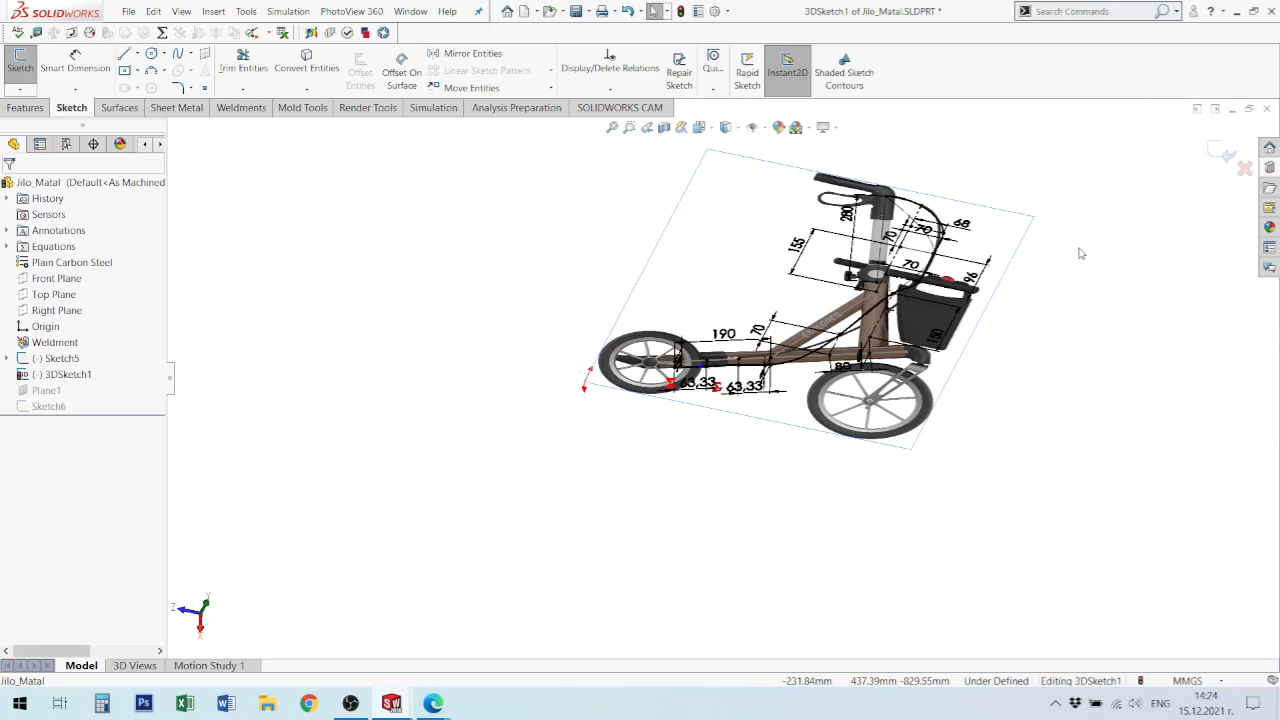 SOLIDWORKS File Edit View Insert Tools Simulation PhotoView 360 Window Help 3DSketch1 of Jilo_Matal.SLDPRT * Search Commands
Sketch Smart Dimension Trim Entities Convert Entities Offset Entities Offset On Surface Mirror Entities Linear Sketch Pattern Move Entities Display/Delete Relations Repair Sketch Qui... Rapid Sketch Instant2D Shaded Sketch Contours
Features Sketch Surfaces Sheet Metal Weldments Mold Tools Render Tools Simulation Analysis Preparation SOLIDWORKS CAM
Jilo_Matal (Default<As Machined
History
Sensors
Annotations
Equations
Plain Carbon Steel
Front Plane
Top Plane
Right Plane
Origin
Weldment
(-) Sketch5
(-) 3DSketch1
Plane1
Sketch6
280
68
70
70
155
70
96
190
70
150
80
63,33
63,33
Z
Y
X
Model 3D Views Motion Study 1
Jilo_Matal -231.84mm 437.39mm -829.55mm Under Defined Editing 3DSketch1 MMGS
ENG 14:24
15.12.2021 г.